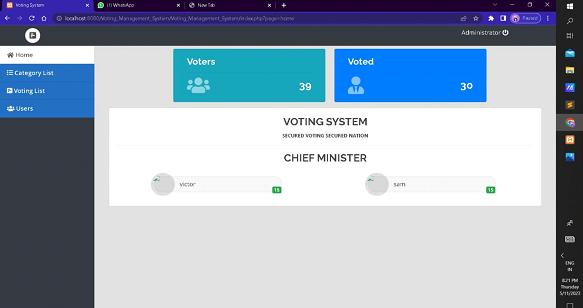 Voting System
(1) WhatsApp
New Tab
localhost:8080/Voting_Management_System/Voting_Management_System/index.php?page=home
Paused
Administrator
Home
Category List
Voting List
Users
Voters
39
Voted
30
VOTING SYSTEM
SECURED VOTING SECURED NATION
CHIEF MINISTER
victor
15
sam
15
ENG
IN
8:21 PM
Thursday
5/11/2023